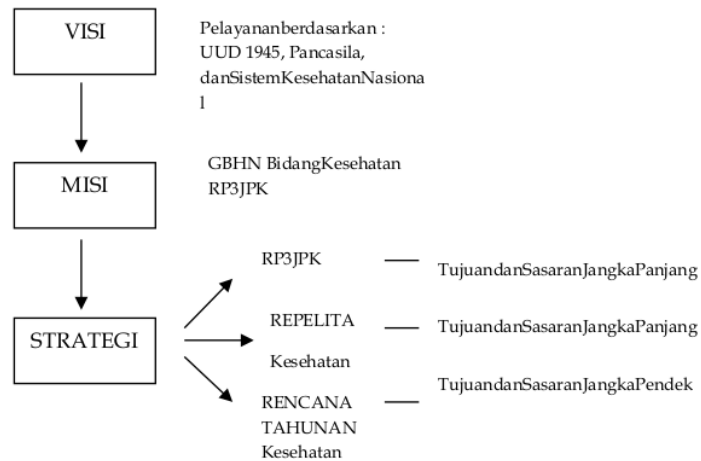 VISI
Pelayananberdasarkan :
UUD 1945, Pancasila,
danSistemKesehatanNasiona
l
MISI
GBHN BidangKesehatan
RP3JPK
STRATEGI
RP3JPK
TujuandanSasaranJangkaPanjang
REPELITA
Kesehatan
TujuandanSasaranJangkaPanjang
RENCANA
TAHUNAN
Kesehatan
TujuandanSasaranJangkaPendek